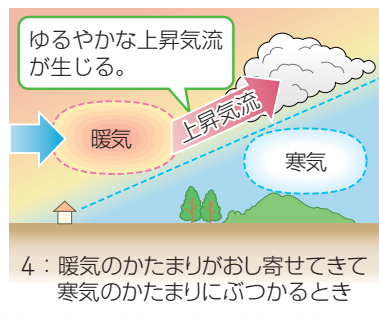 ゆるやかな上昇気流
が生じる。
上昇気流
暖気
寒気
4：暖気のかたまりがおし寄せてきて
寒気のかたまりにぶつかるとき